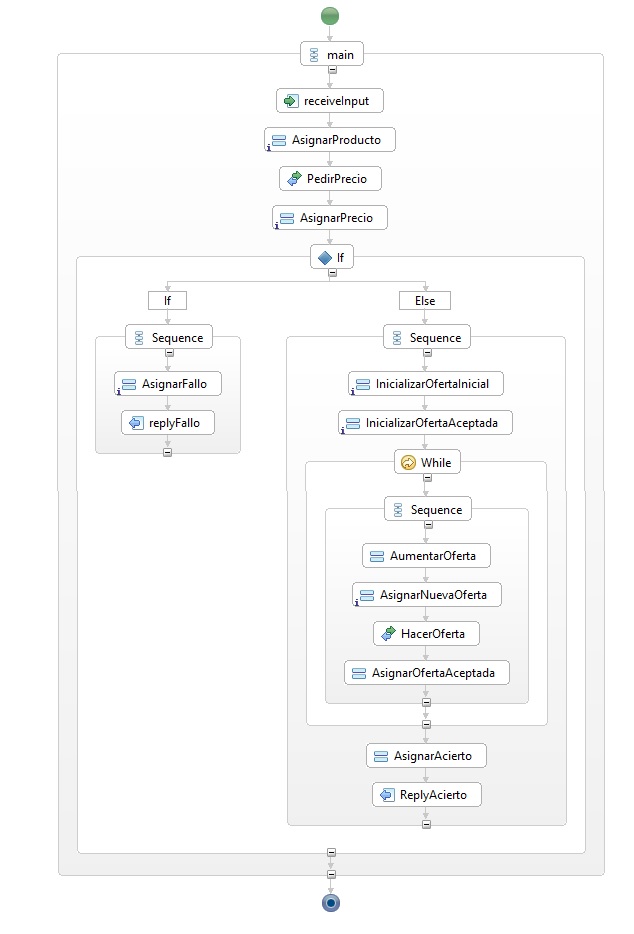 main
receiveInput
AsignarProducto
PedirPrecio
AsignarPrecio
If
If
Else
Sequence
Sequence
AsignarFallo
InicializarOfertaInicial
replyFallo
InicializarOfertaAceptada
While
Sequence
AumentarOferta
AsignarNuevaOferta
HacerOferta
AsignarOfertaAceptada
AsignarAcierto
ReplyAcierto